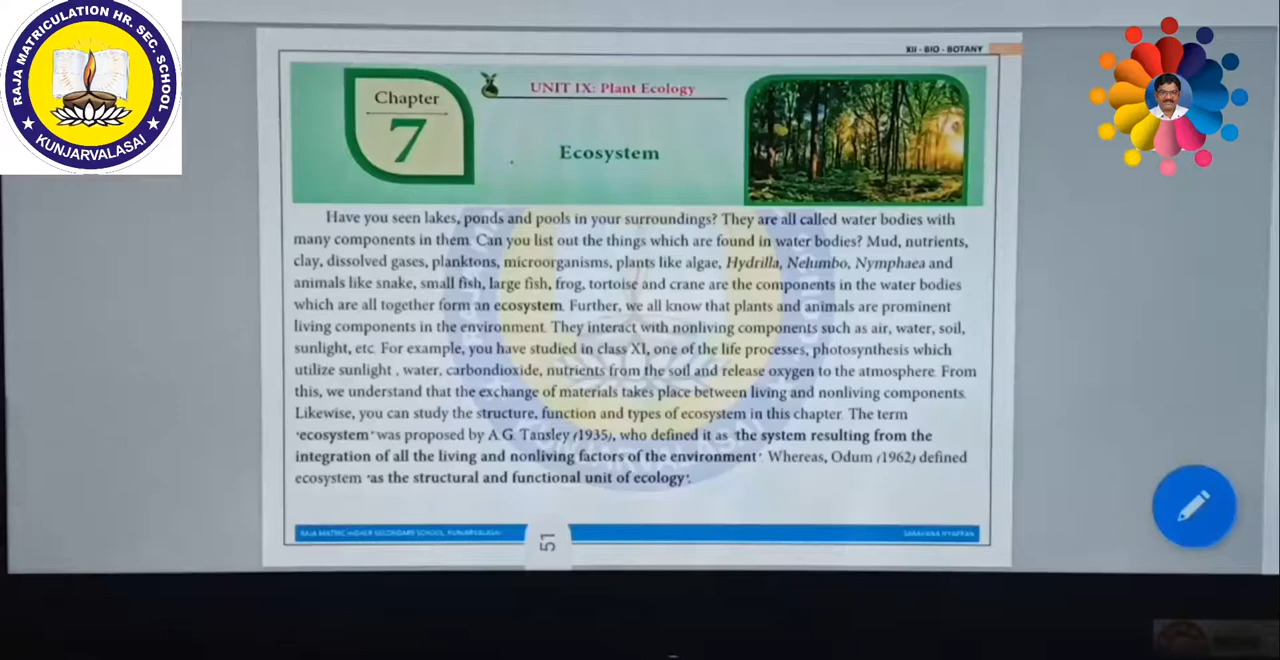 RAJA MATRICULATION HR. SEC. SCHOOL
★ KUNJARVALASAI ★
XII - BIO - BOTANY
Chapter
7
UNIT IX: Plant Ecology
Ecosystem
Have you seen lakes, ponds and pools in your surroundings? They are all called water bodies with
many components in them. Can you list out the things which are found in water bodies? Mud, nutrients,
clay, dissolved gases, planktons, microorganisms, plants like algae, Hydrilla, Nelumbo, Nymphaea and
animals like snake, small fish, large fish, frog, tortoise and crane are the components in the water bodies
which are all together form an ecosystem. Further, we all know that plants and animals are prominent
living components in the environment. They interact with nonliving components such as air, water, soil,
sunlight, etc. For example, you have studied in class XI, one of the life processes, photosynthesis which
utilize sunlight , water, carbondioxide, nutrients from the soil and release oxygen to the atmosphere. From
this, we understand that the exchange of materials takes place between living and nonliving components.
Likewise, you can study the structure, function and types of ecosystem in this chapter. The term
'ecosystem' was proposed by A.G. Tansley (1935), who defined it as 'the system resulting from the
integration of all the living and nonliving factors of the environment'. Whereas, Odum (1962) defined
ecosystem 'as the structural and functional unit of ecology'.
RAJA MATRIC HIGHER SECONDARY SCHOOL, KUNJARVALASAI
51